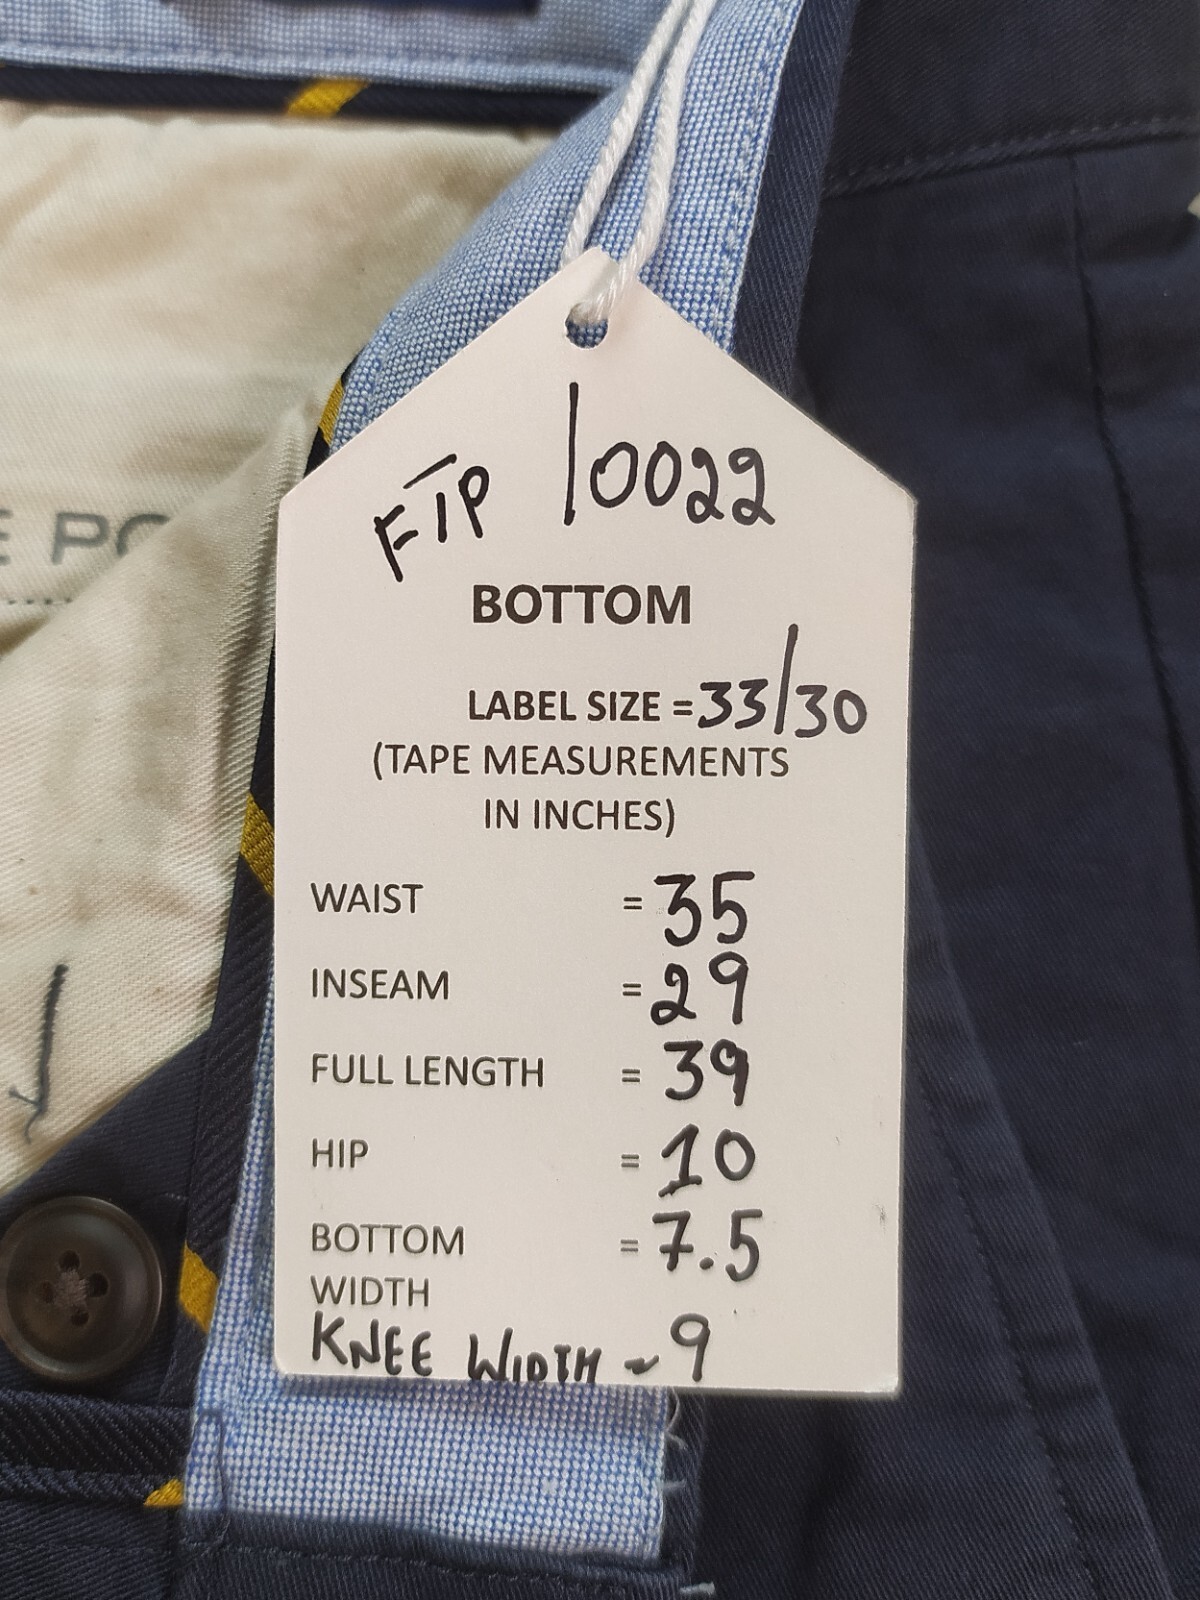 FTP 10022
BOTTOM
LABEL SIZE = 33/30
(TAPE MEASUREMENTS
IN INCHES)
WAIST = 35
INSEAM = 29
FULL LENGTH = 39
HIP = 10
BOTTOM = 7.5
WIDTH
KNEE WIDTH ~ 9